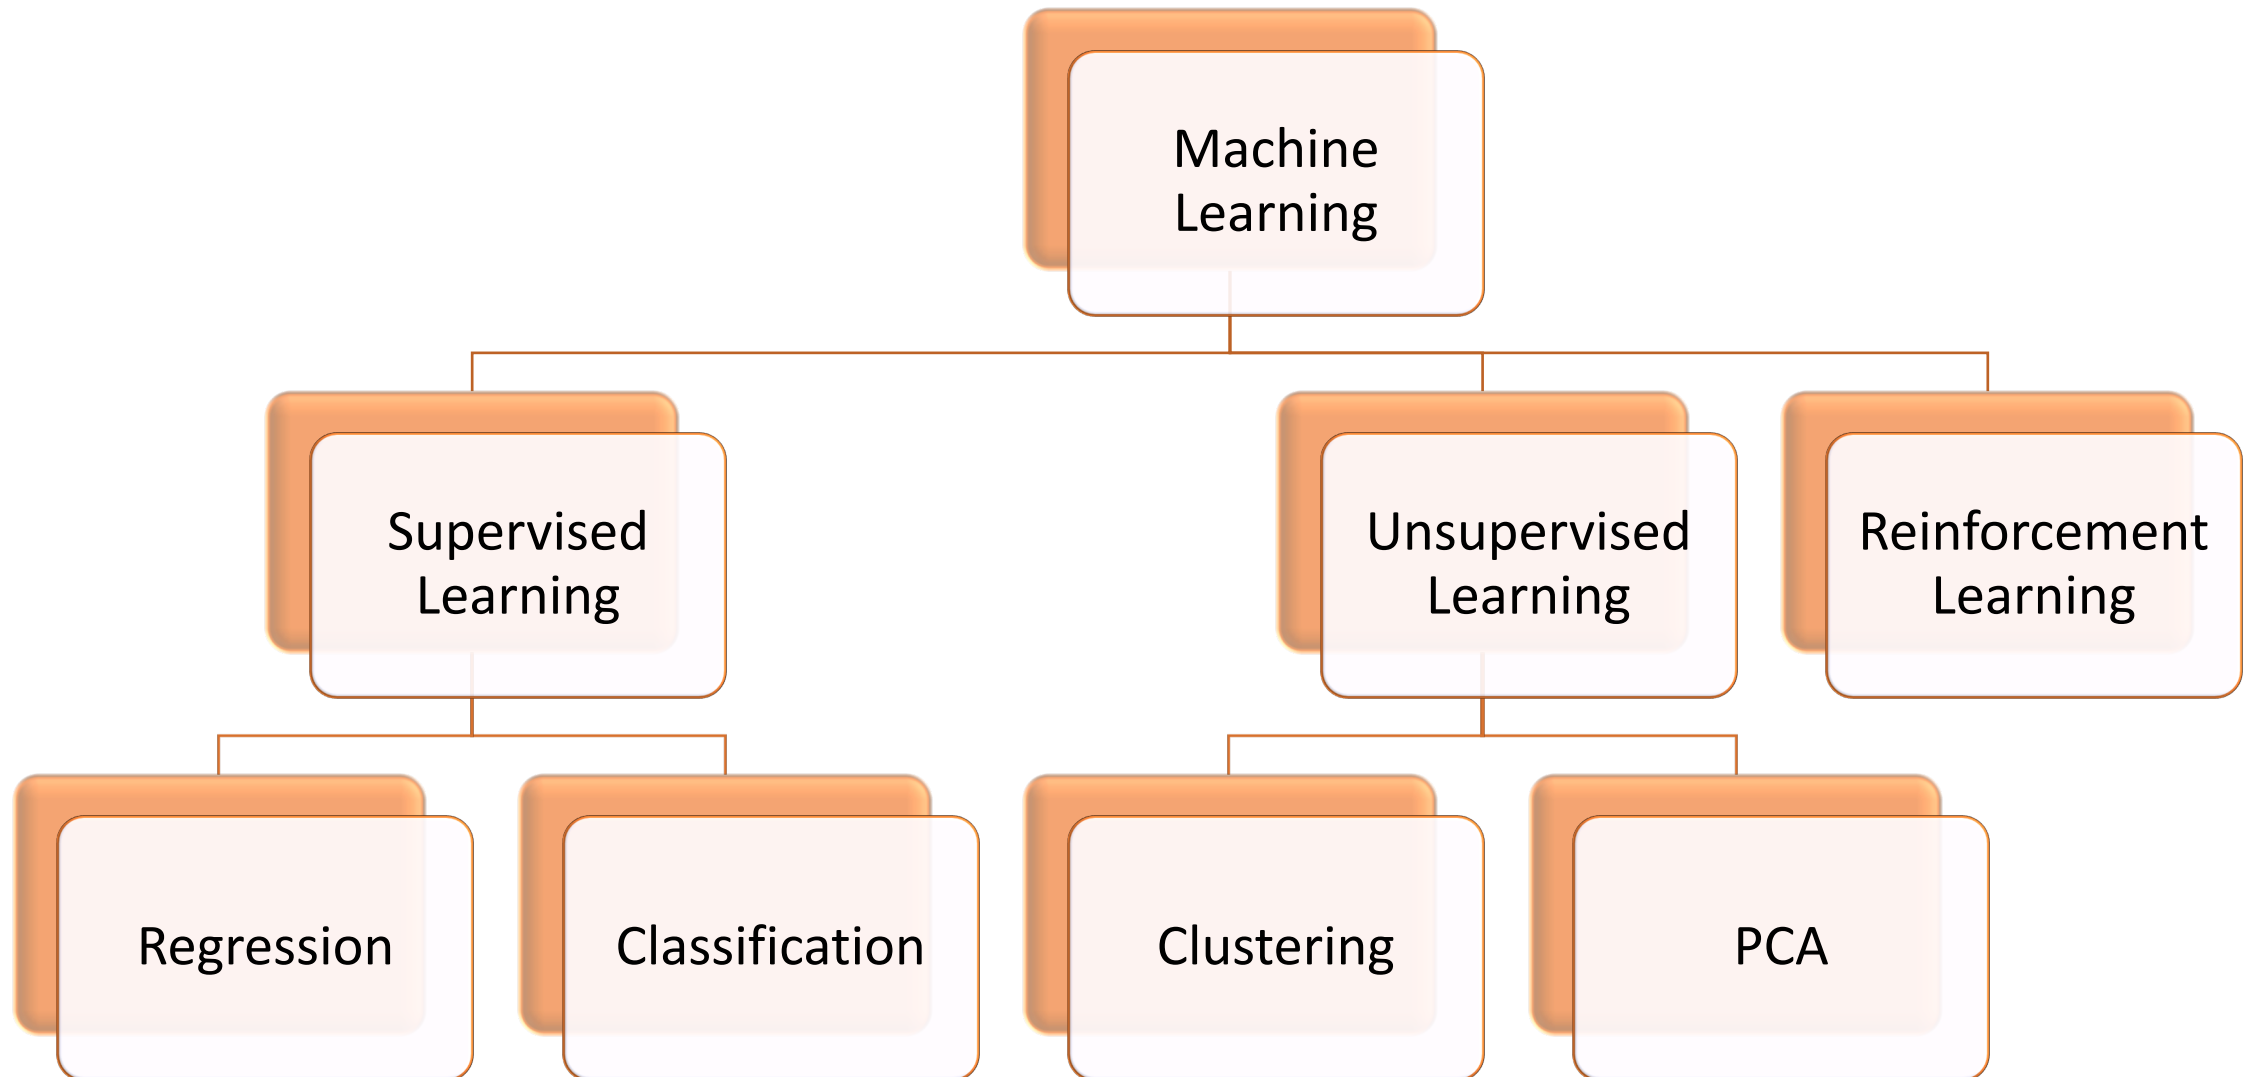 Machine
Learning
Supervised
Learning
Unsupervised
Learning
Reinforcement
Learning
Regression
Classification
Clustering
PCA